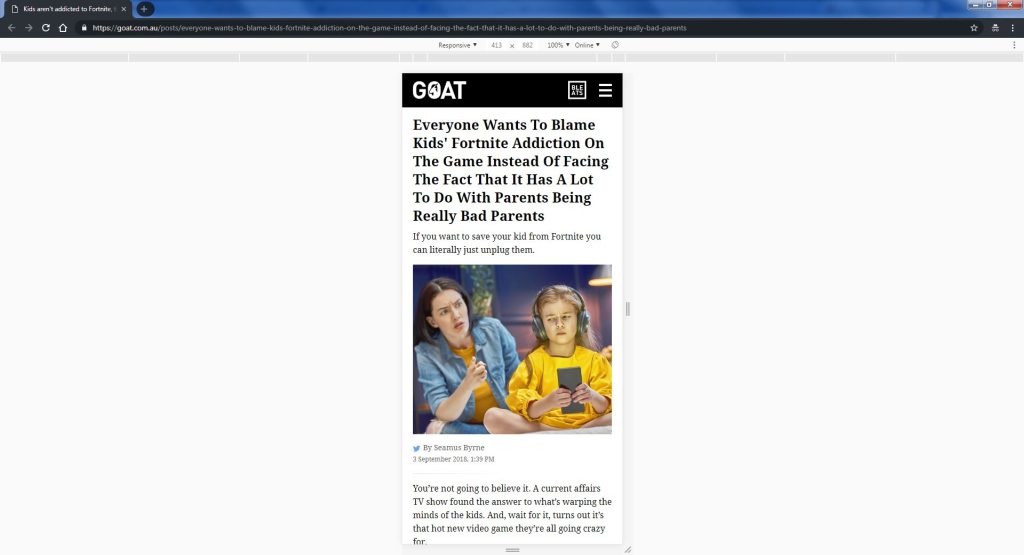 Kids aren't addicted to Fortnite, t
https://goat.com.au/posts/everyone-wants-to-blame-kids-fortnite-addiction-on-the-game-instead-of-facing-the-fact-that-it-has-a-lot-to-do-with-parents-being-really-bad-parents
Responsive ▼ 413 × 882 100% ▼ Online ▼
GOAT
BLE
ATS
Everyone Wants To Blame
Kids' Fortnite Addiction On
The Game Instead Of Facing
The Fact That It Has A Lot
To Do With Parents Being
Really Bad Parents
If you want to save your kid from Fortnite you
can literally just unplug them.
By Seamus Byrne
3 September 2018, 1:39 PM
You're not going to believe it. A current affairs
TV show found the answer to what's warping the
minds of the kids. And, wait for it, turns out it's
that hot new video game they're all going crazy
for.